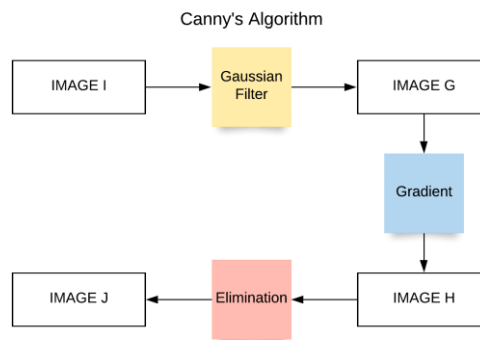 Canny's Algorithm
IMAGE I
Gaussian
Filter
IMAGE G
Gradient
IMAGE J
Elimination
IMAGE H